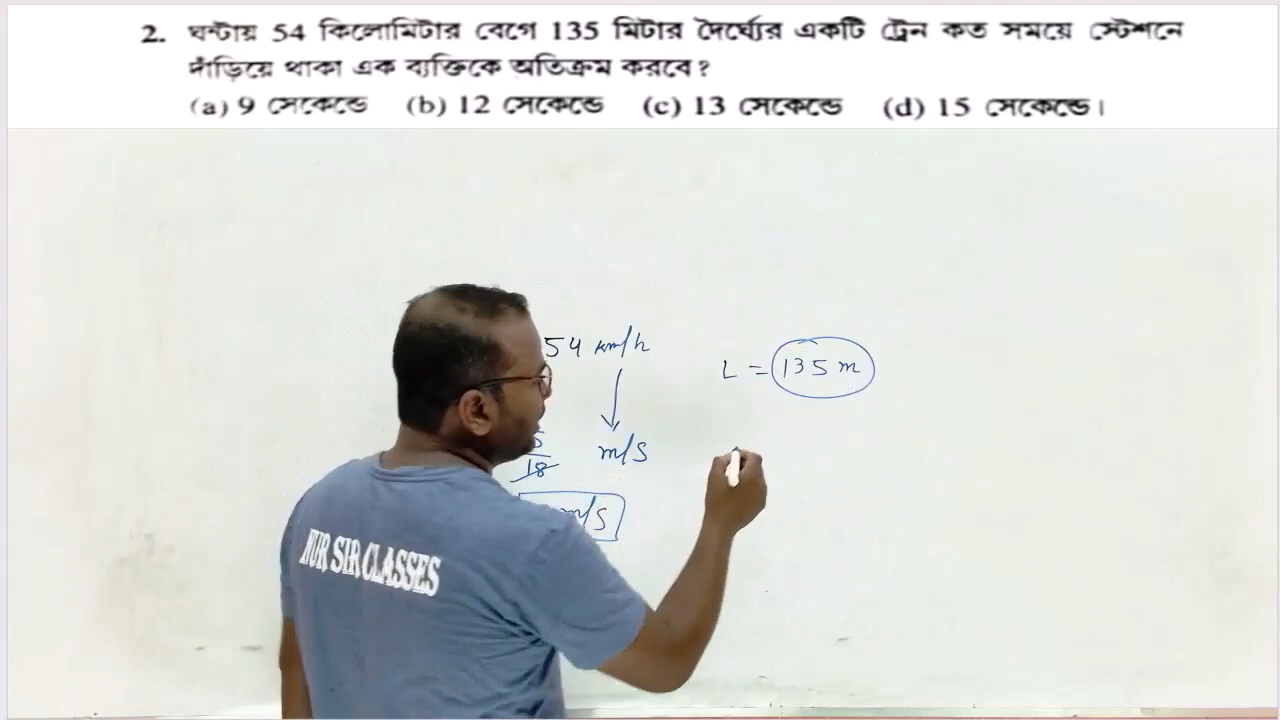 2. ঘন্টায় 54 কিলোমিটার বেগে 135 মিটার দৈর্ঘ্যের একটি ট্রেন কত সময়ে স্টেশনে
দাঁড়িয়ে থাকা এক ব্যক্তিকে অতিক্রম করবে?
(a) 9 সেকেন্ডে (b) 12 সেকেন্ডে (c) 13 সেকেন্ডে (d) 15 সেকেন্ডে।
54 km/h
L = 135 m
5
18
m/s
m/s
NUR SIR CLASSES